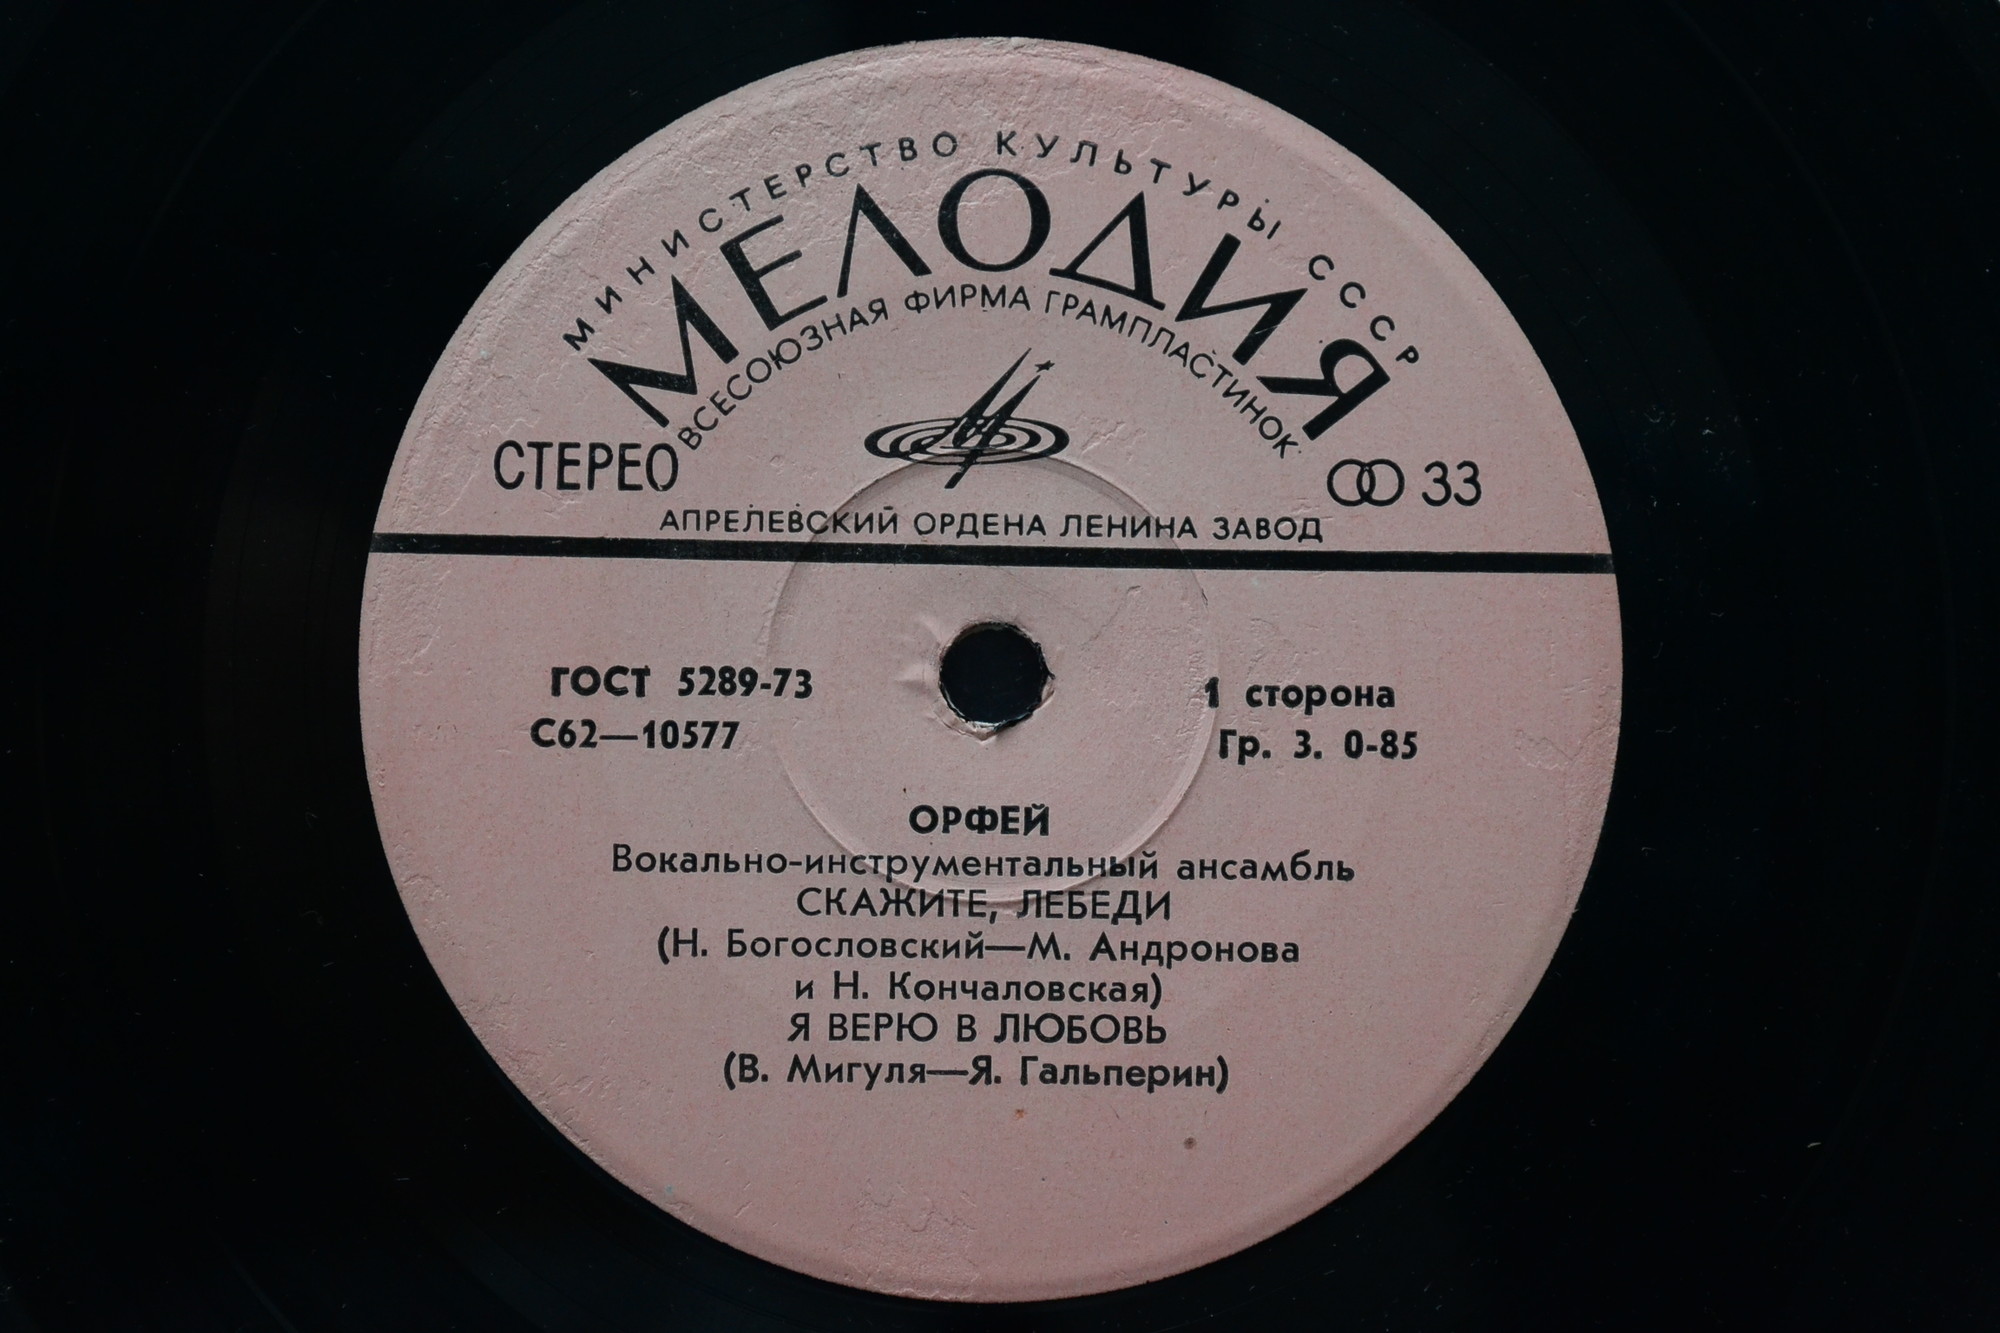 МИНИСТЕРСТВО КУЛЬТУРЫ СССР
МЕЛОДИЯ
ВСЕСОЮЗНАЯ ФИРМА ГРАМПЛАСТИНОК
СТЕРЕО
33
АПРЕЛЕВСКИЙ ОРДЕНА ЛЕНИНА ЗАВОД
ГОСТ 5289-73
С62—10577
1 сторона
Гр. 3. 0-85
ОРФЕЙ
Вокально-инструментальный ансамбль
СКАЖИТЕ, ЛЕБЕДИ
(Н. Богословский—М. Андронова
и Н. Кончаловская)
Я ВЕРЮ В ЛЮБОВЬ
(В. Мигуля—Я. Гальперин)